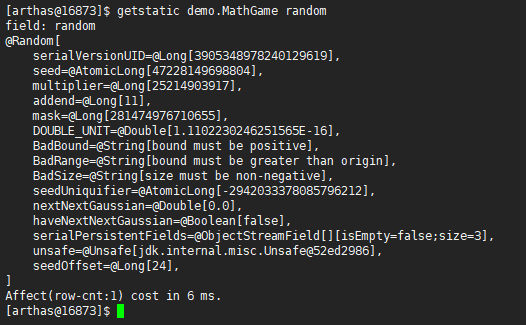 [arthas@16873]$ getstatic demo.MathGame random
field: random
@Random[
    serialVersionUID=@Long[3905348978240129619],
    seed=@AtomicLong[47228149698804],
    multiplier=@Long[25214903917],
    addend=@Long[11],
    mask=@Long[281474976710655],
    DOUBLE_UNIT=@Double[1.1102230246251565E-16],
    BadBound=@String[bound must be positive],
    BadRange=@String[bound must be greater than origin],
    BadSize=@String[size must be non-negative],
    seedUniquifier=@AtomicLong[-2942033378085796212],
    nextNextGaussian=@Double[0.0],
    haveNextNextGaussian=@Boolean[false],
    serialPersistentFields=@ObjectStreamField[][isEmpty=false;size=3],
    unsafe=@Unsafe[jdk.internal.misc.Unsafe@52ed2986],
    seedOffset=@Long[24],
]
Affect(row-cnt:1) cost in 6 ms.
[arthas@16873]$